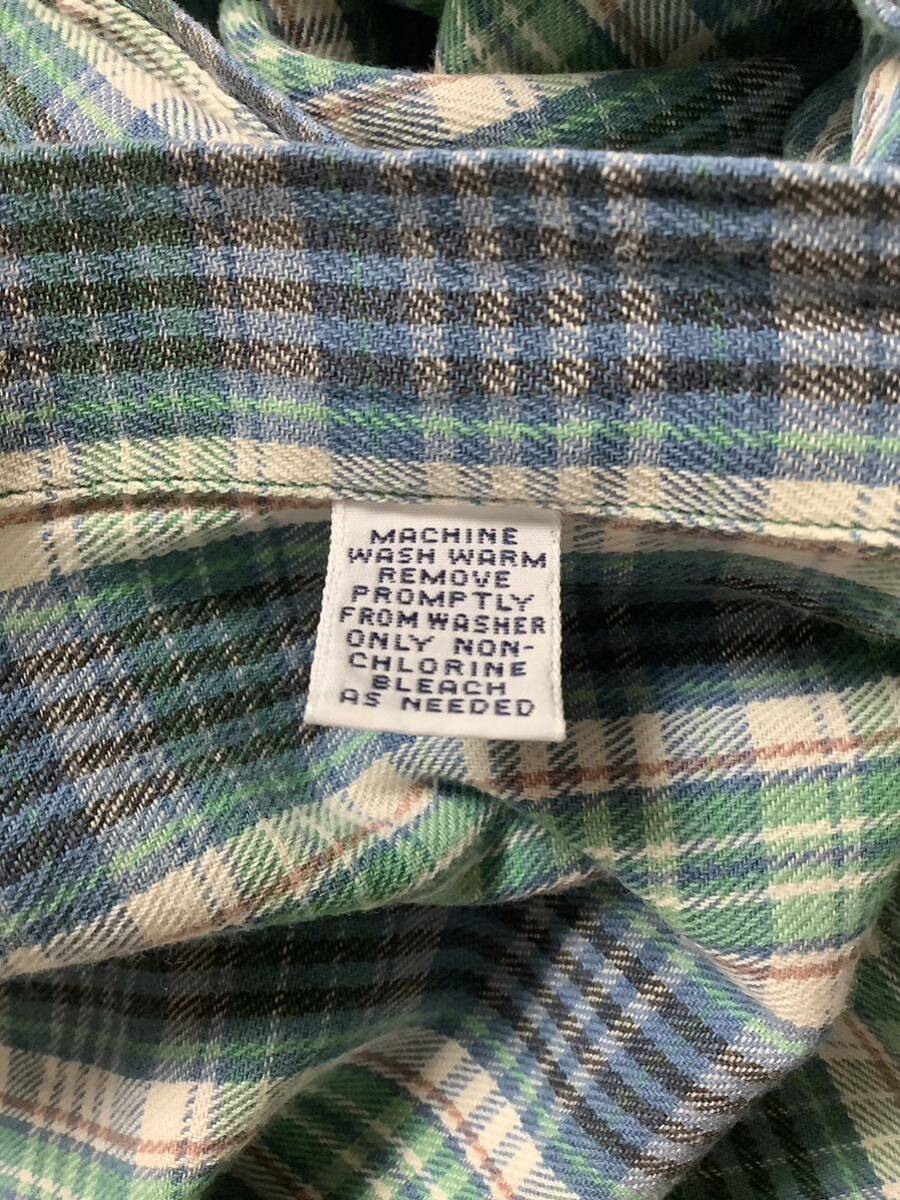 MACHINE
WASH WARM
REMOVE
PROMPTLY
FROM WASHER
ONLY NON-
CHLORINE
BLEACH
AS NEEDED